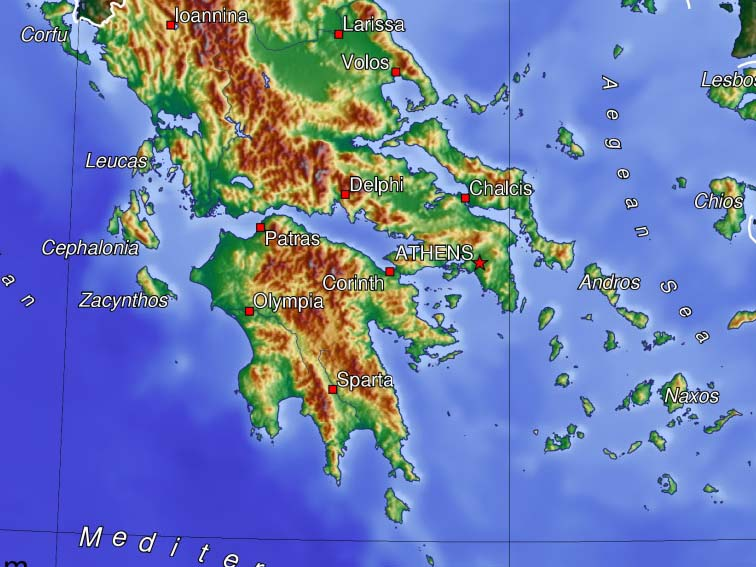 Ioannina
Larissa
Corfu
Volos
Aegean Sea
Lesbos
Leucas
Delphi
Chalcis
Chios
Patras
Cephalonia
ATHENS
Corinth
Andros
Zacynthos
an
Olympia
Sparta
Naxos
Mediter
m